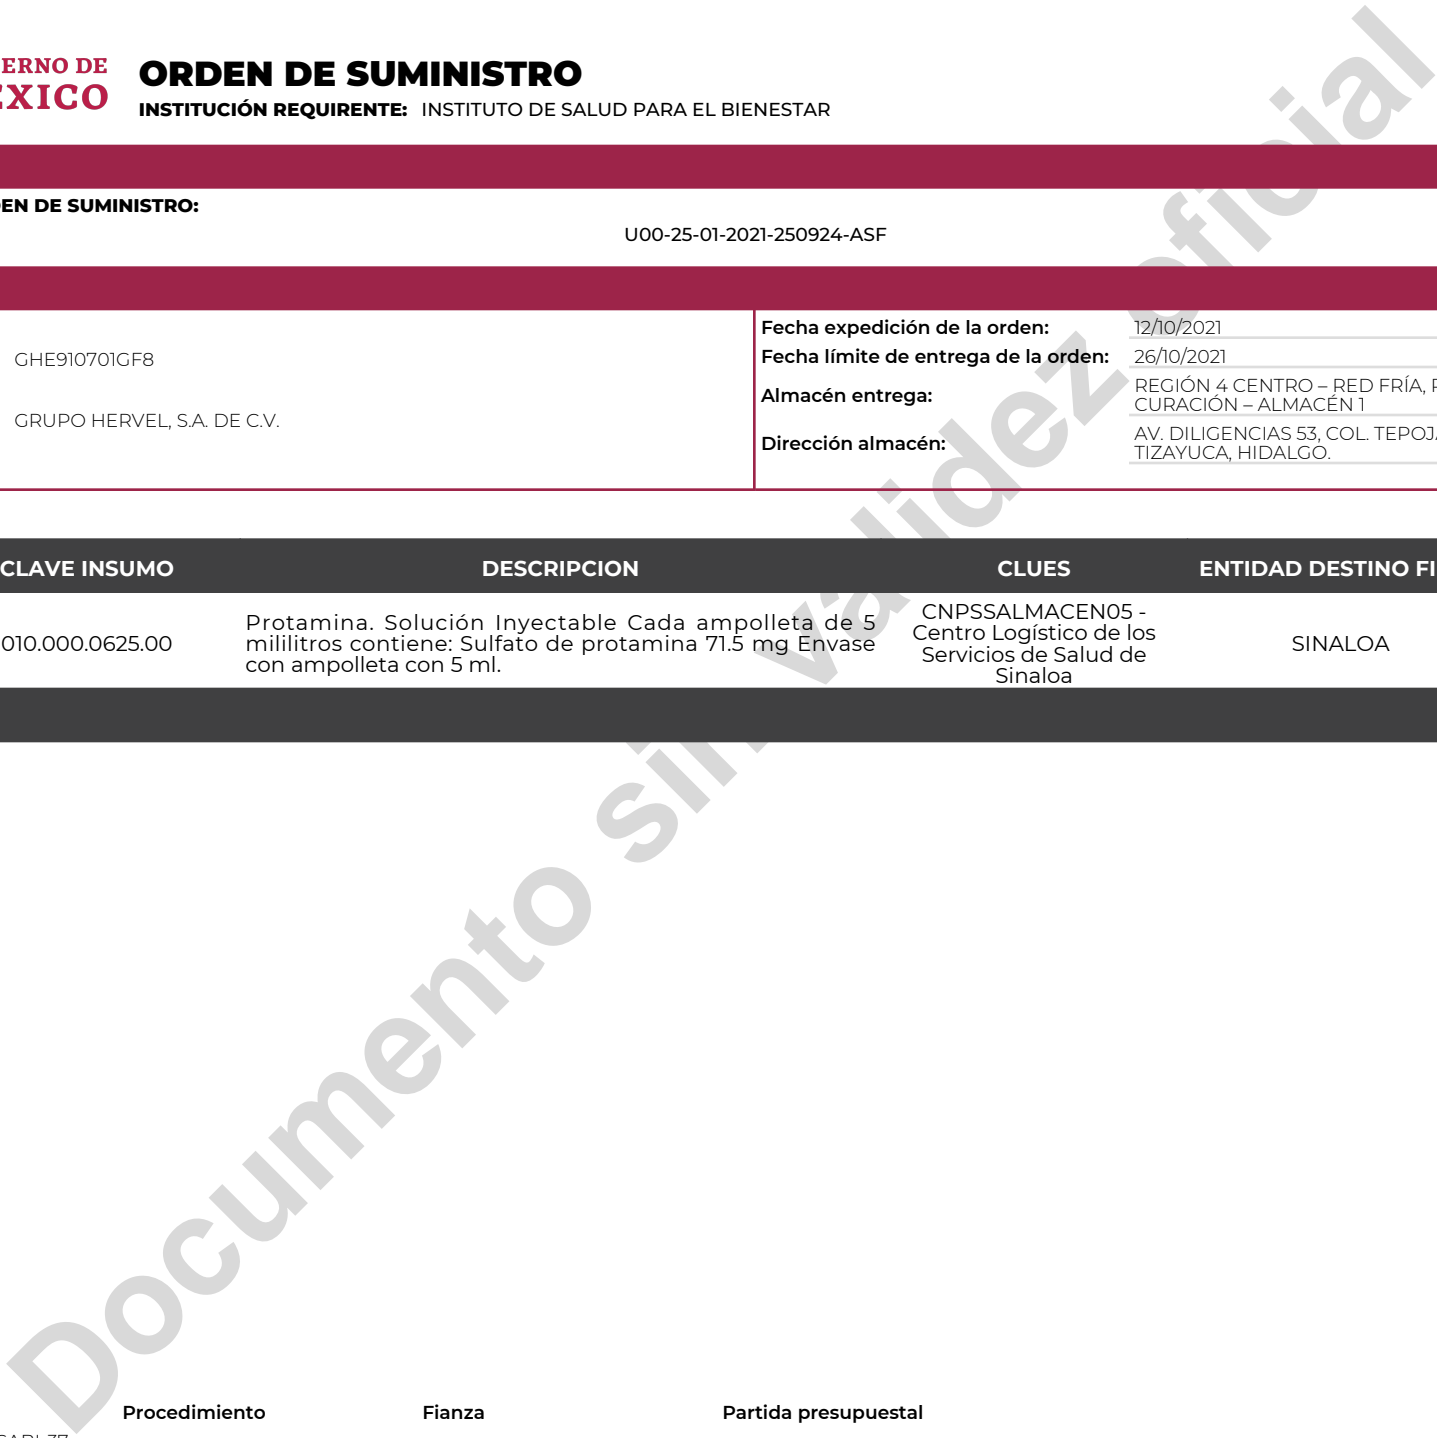 ERNO DE
ORDEN DE SUMINISTRO
XICO
INSTITUCIÓN REQUIRENTE: INSTITUTO DE SALUD PARA EL BIENESTAR
EN DE SUMINISTRO:
U00-25-01-2021-250924-ASF
Fecha expedición de la orden: 12/10/2021
GHE910701GF8
Fecha límite de entrega de la orden: 26/10/2021
Almacén entrega: REGIÓN 4 CENTRO – RED FRÍA,
CURACIÓN – ALMACÉN 1
GRUPO HERVEL, S.A. DE C.V.
Dirección almacén: AV. DILIGENCIAS 53, COL. TEPOJ
TIZAYUCA, HIDALGO.
CLAVE INSUMO DESCRIPCION CLUES ENTIDAD DESTINO FI
010.000.0625.00
Protamina. Solución Inyectable Cada ampolleta de 5
mililitros contiene: Sulfato de protamina 71.5 mg Envase
con ampolleta con 5 ml.
CNPSSALMACEN05 -
Centro Logístico de los
Servicios de Salud de
Sinaloa
SINALOA
Documento sin validez oficial
Procedimiento Fianza Partida presupuestal